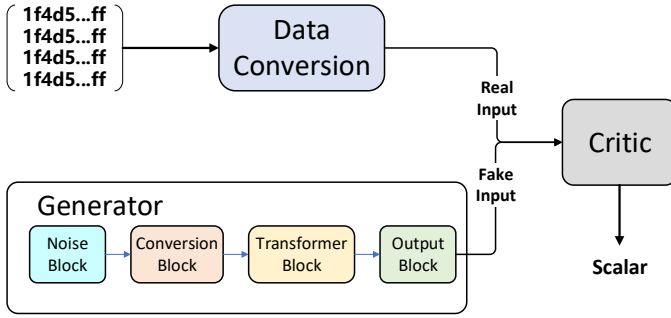 1f4d5...ff
1f4d5...ff
1f4d5...ff
1f4d5...ff
Data
Conversion
Real
Input
Critic
Fake
Input
Scalar
Generator
Noise
Block
Conversion
Block
Transformer
Block
Output
Block